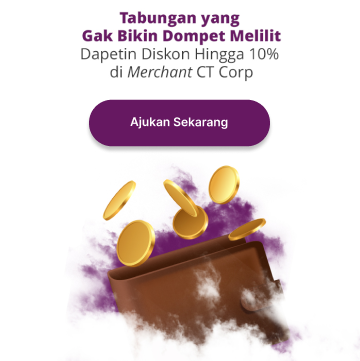 Tabungan yang
Gak Bikin Dompet Melilit
Dapetin Diskon Hingga 10%
di Merchant CT Corp
Ajukan Sekarang